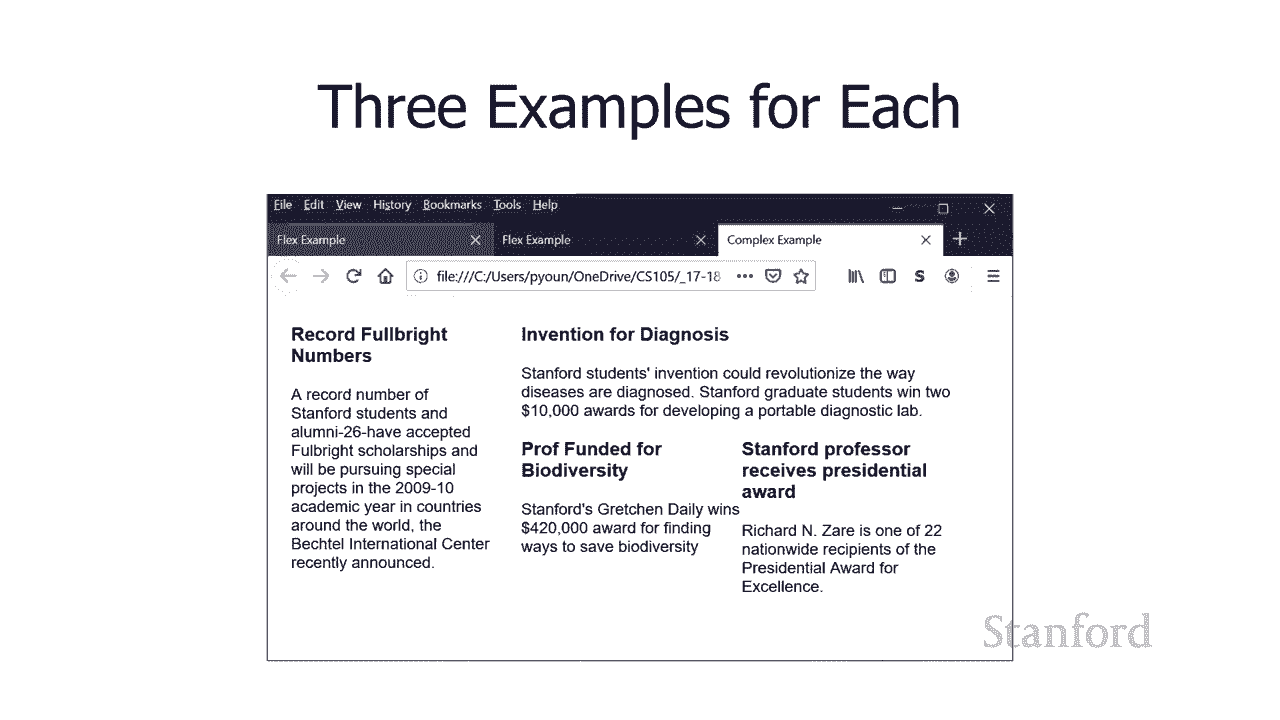 Three Examples for Each
File Edit View History Bookmarks Tools Help
Flex Example
Flex Example
Complex Example
file:///C:/Users/pyoun/OneDrive/CS105/_17-18
S
Record Fullbright
Numbers
A record number of
Stanford students and
alumni-26-have accepted
Fulbright scholarships and
will be pursuing special
projects in the 2009-10
academic year in countries
around the world, the
Bechtel International Center
recently announced.
Invention for Diagnosis
Stanford students' invention could revolutionize the way
diseases are diagnosed. Stanford graduate students win two
$10,000 awards for developing a portable diagnostic lab.
Prof Funded for
Biodiversity
Stanford's Gretchen Daily wins
$420,000 award for finding
ways to save biodiversity
Stanford professor
receives presidential
award
Richard N. Zare is one of 22
nationwide recipients of the
Presidential Award for
Excellence.
Stanford